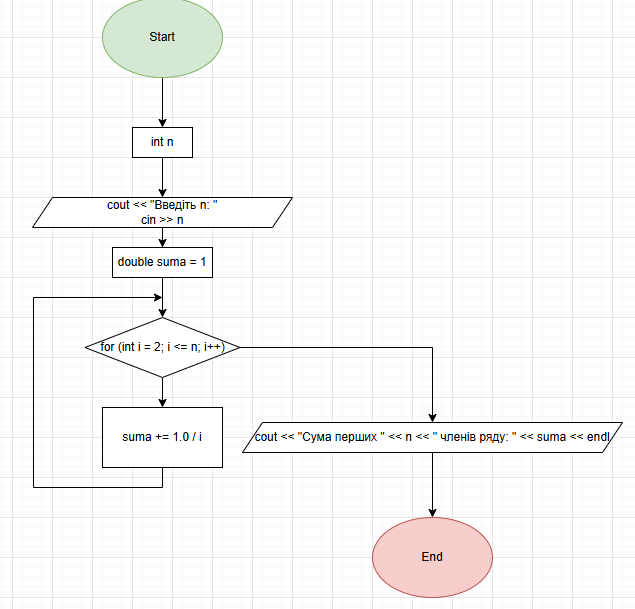 Start
int n
cout << "Введіть n: "
cin >> n
double suma = 1
for (int i = 2; i <= n; i++)
suma += 1.0 / i
cout << "Сума перших " << n << " членів ряду: " << suma << endl
End